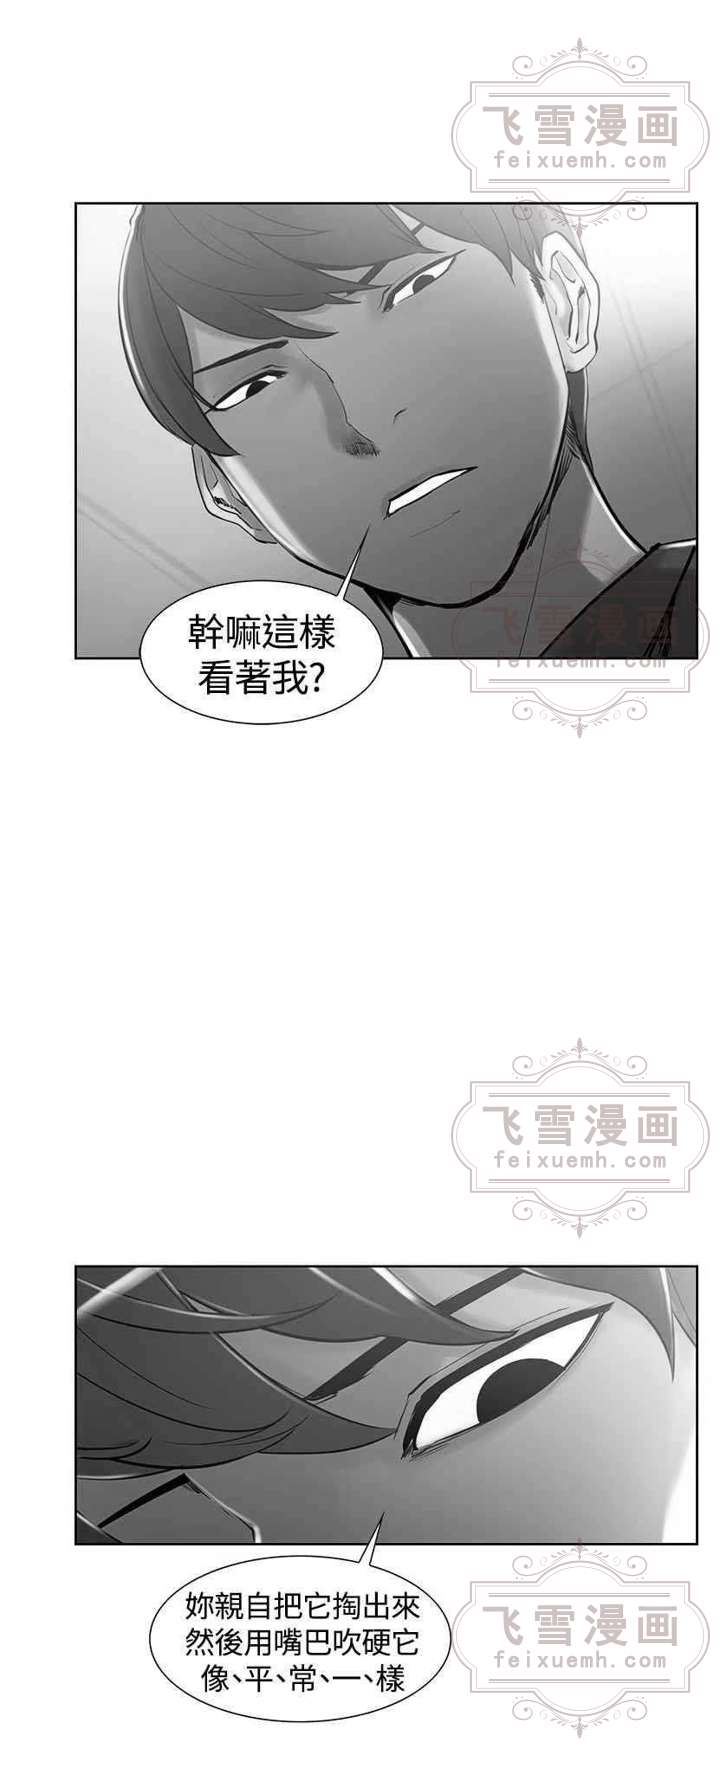 飞雪漫画
feixuemh.com
幹嘛這樣
看著我?
飞雪漫画
feixuemh.com
飞雪漫画
feixuemh.com
妳親自把它掏出來
然後用嘴巴吹硬它
像、平、常、一、樣
飞雪漫画
feixuemh.com